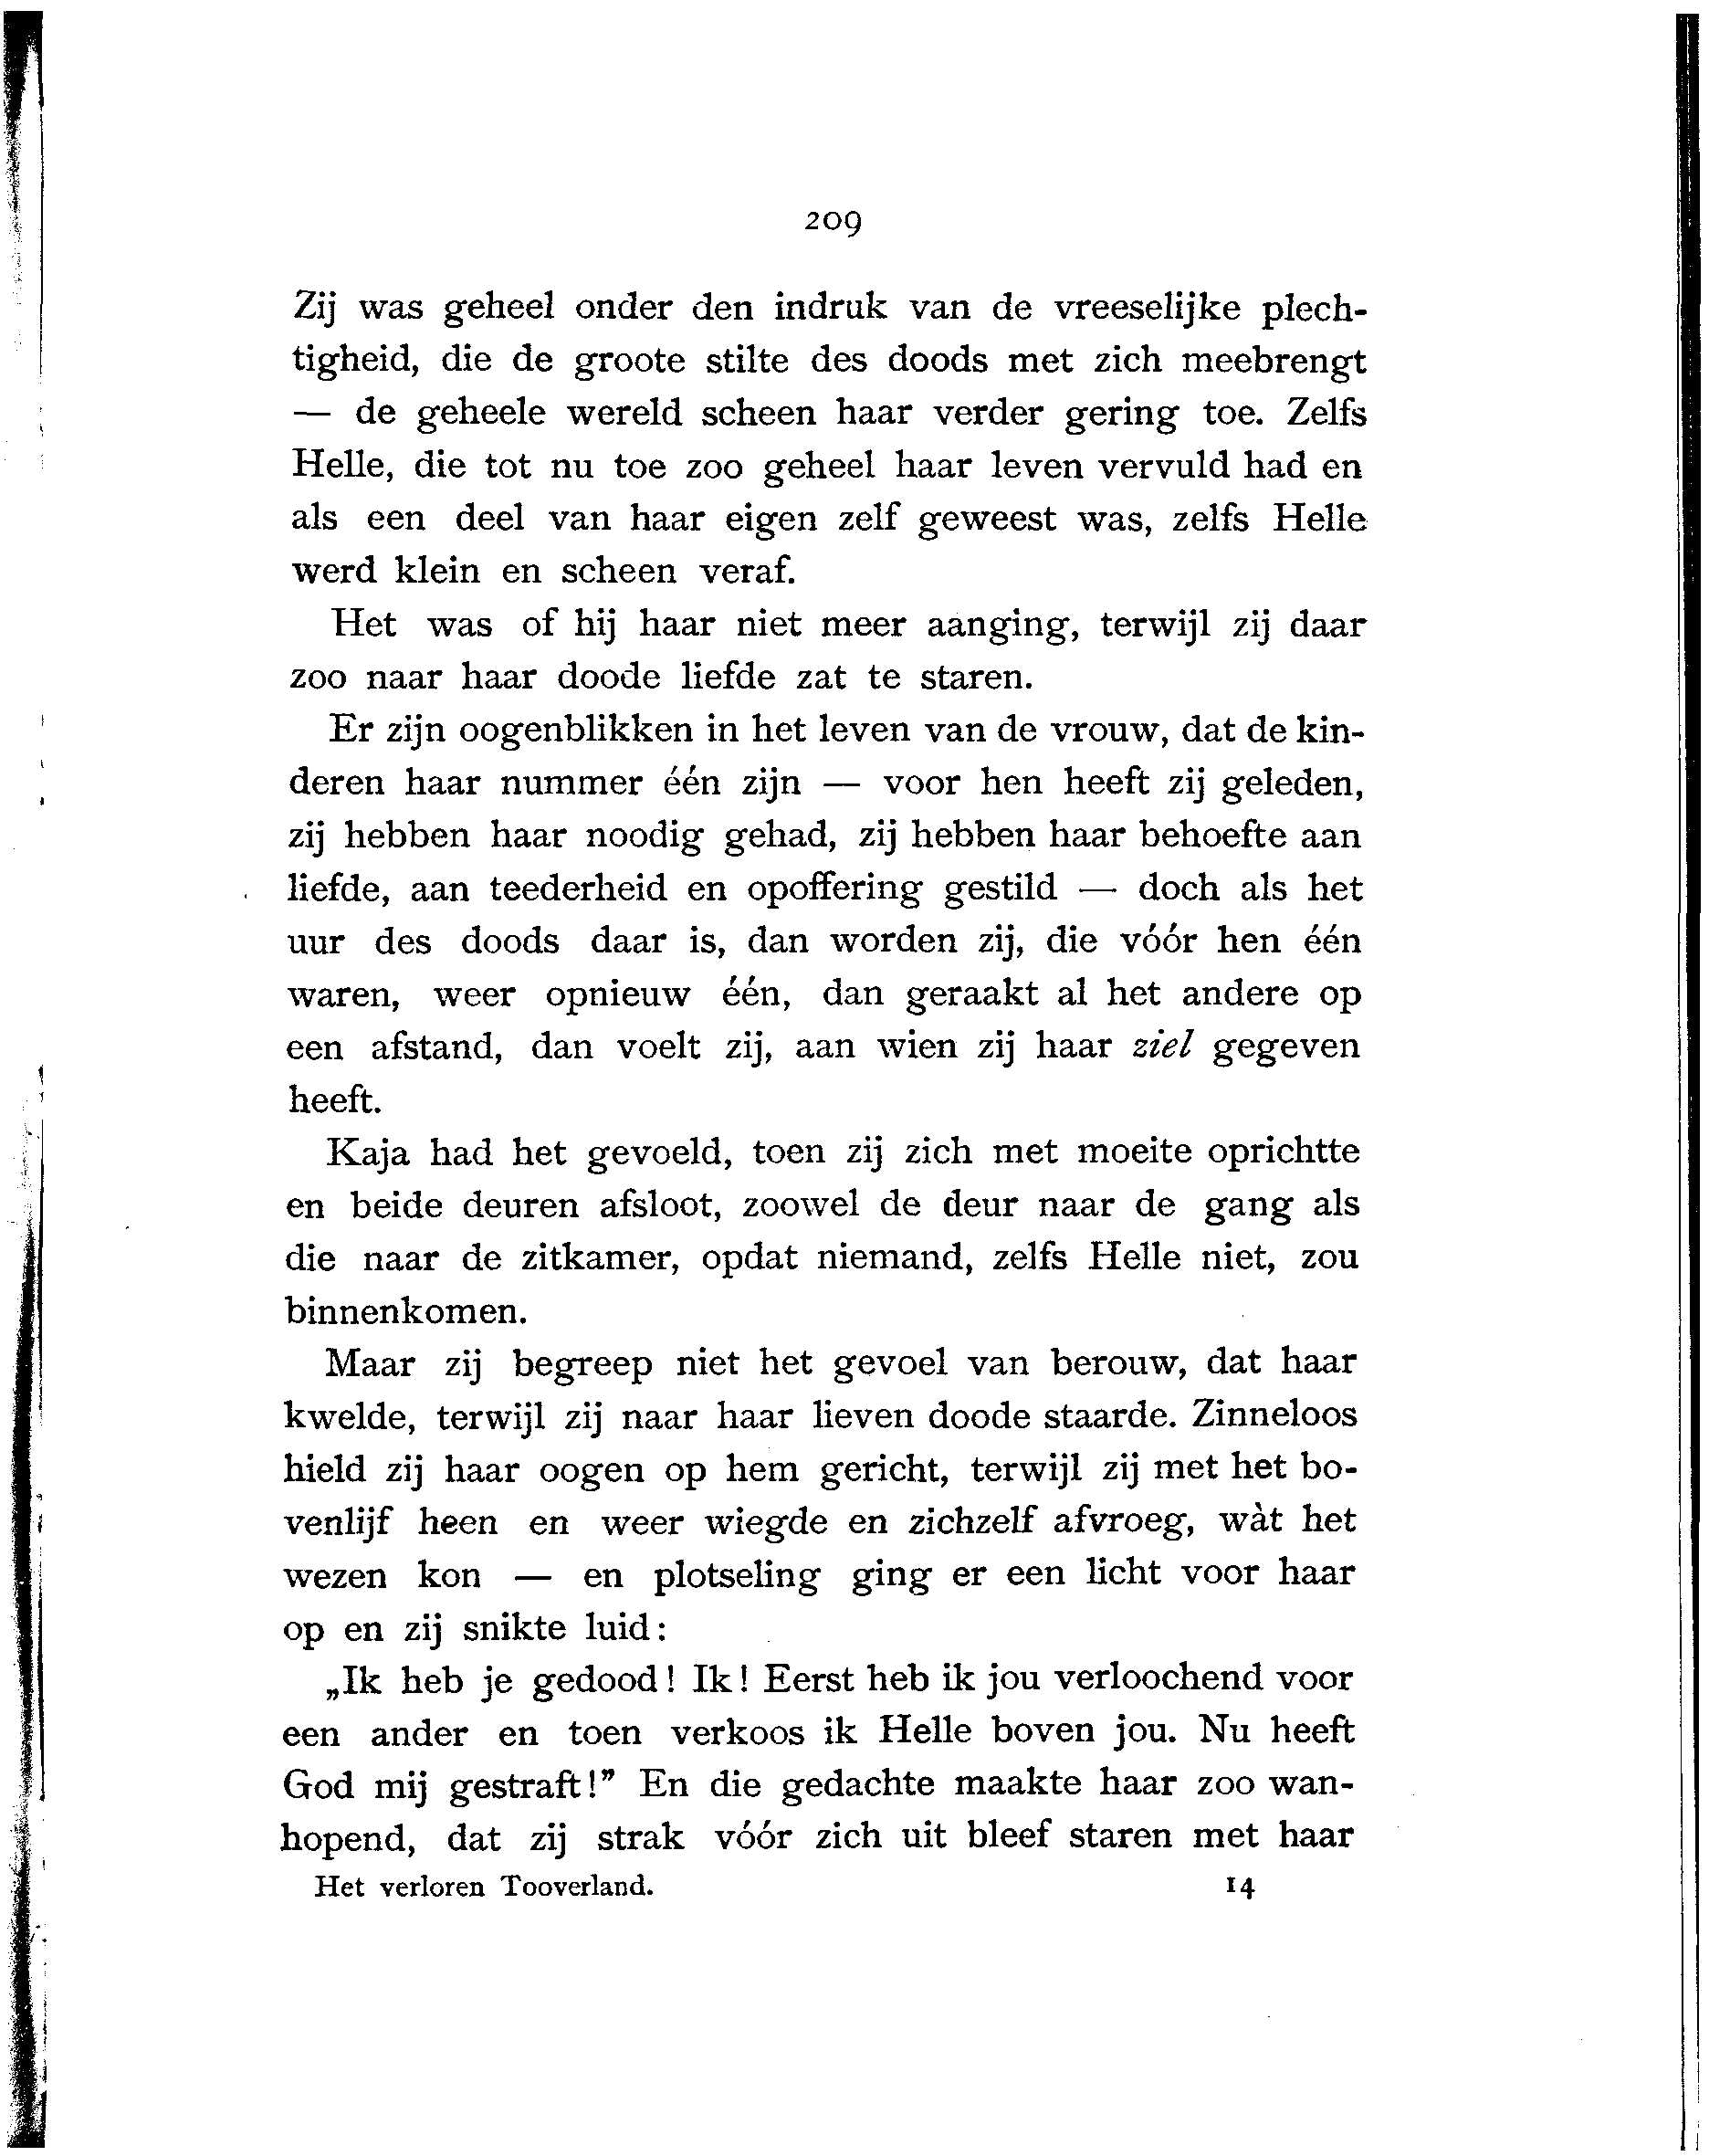 209
Zij was geheel onder den indruk van de vreeselijke plech-
tigheid, die de groote stilte des doods met zich meebrengt
— de geheele wereld scheen haar verder gering toe. Zelfs
Helle, die tot nu toe zoo geheel haar leven vervuld had en
als een deel van haar eigen zelf geweest was, zelfs Helle
werd klein en scheen veraf.
Het was of hij haar niet meer aanging, terwijl zij daar
zoo naar haar doode liefde zat te staren.
Er zijn oogenblikken in het leven van de vrouw, dat de kin-
deren haar nummer één zijn — voor hen heeft zij geleden,
zij hebben haar noodig gehad, zij hebben haar behoefte aan
liefde, aan teederheid en opoffering gestild — doch als het
uur des doods daar is, dan worden zij, die vóór hen één
waren, weer opnieuw één, dan geraakt al het andere op
een afstand, dan voelt zij, aan wien zij haar ziel gegeven
heeft.
Kaja had het gevoeld, toen zij zich met moeite oprichtte
en beide deuren afsloot, zoowel de deur naar de gang als
die naar de zitkamer, opdat niemand, zelfs Helle niet, zou
binnenkomen.
Maar zij begreep niet het gevoel van berouw, dat haar
kwelde, terwijl zij naar haar lieven doode staarde. Zinneloos
hield zij haar oogen op hem gericht, terwijl zij met het bo-
venlijf heen en weer wiegde en zichzelf afvroeg, wàt het
wezen kon — en plotseling ging er een licht voor haar
op en zij snikte luid:
„Ik heb je gedood! Ik! Eerst heb ik jou verloochend voor
een ander en toen verkoos ik Helle boven jou. Nu heeft
God mij gestraft!” En die gedachte maakte haar zoo wan-
hopend, dat zij strak vóór zich uit bleef staren met haar
Het verloren Tooverland. 14